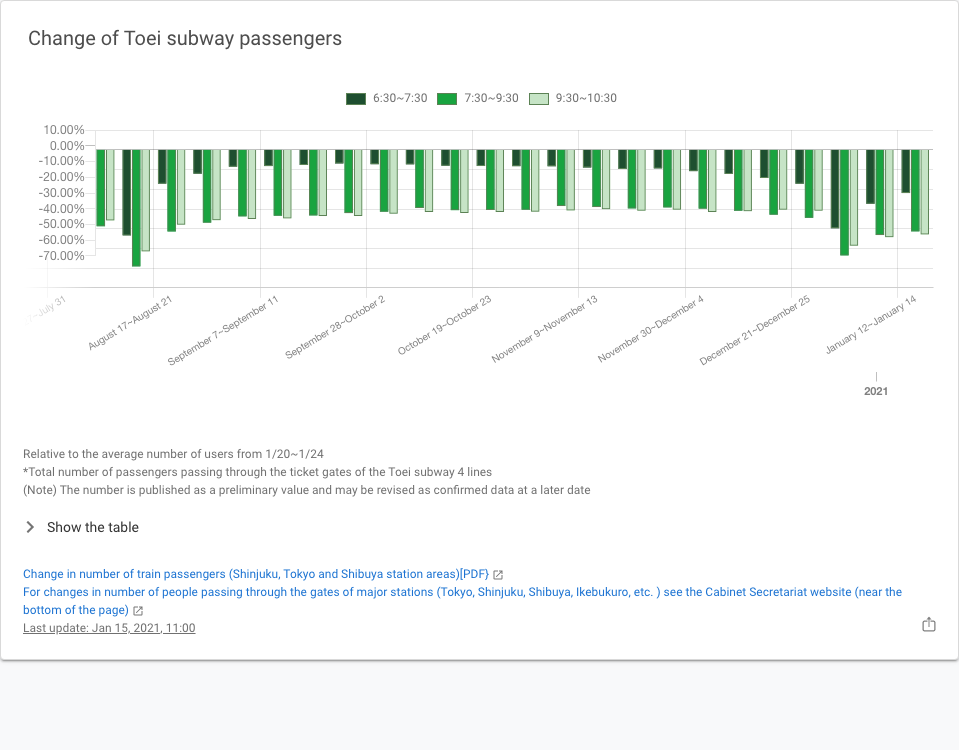 Change of Toei subway passengers
6:30~7:30 7:30~9:30 9:30~10:30
10.00%
0.00%
-10.00%
-20.00%
-30.00%
-40.00%
-50.00%
-60.00%
-70.00%
~July 31
August 17~August 21
September 7~September 11
September 28~October 2
October 19~October 23
November 9~November 13
November 30~December 4
December 21~December 25
January 12~January 14
2021
Relative to the average number of users from 1/20~1/24
*Total number of passengers passing through the ticket gates of the Toei subway 4 lines
(Note) The number is published as a preliminary value and may be revised as confirmed data at a later date
Show the table
Change in number of train passengers (Shinjuku, Tokyo and Shibuya station areas)[PDF}
For changes in number of people passing through the gates of major stations (Tokyo, Shinjuku, Shibuya, Ikebukuro, etc. ) see the Cabinet Secretariat website (near the
bottom of the page)
Last update: Jan 15, 2021, 11:00